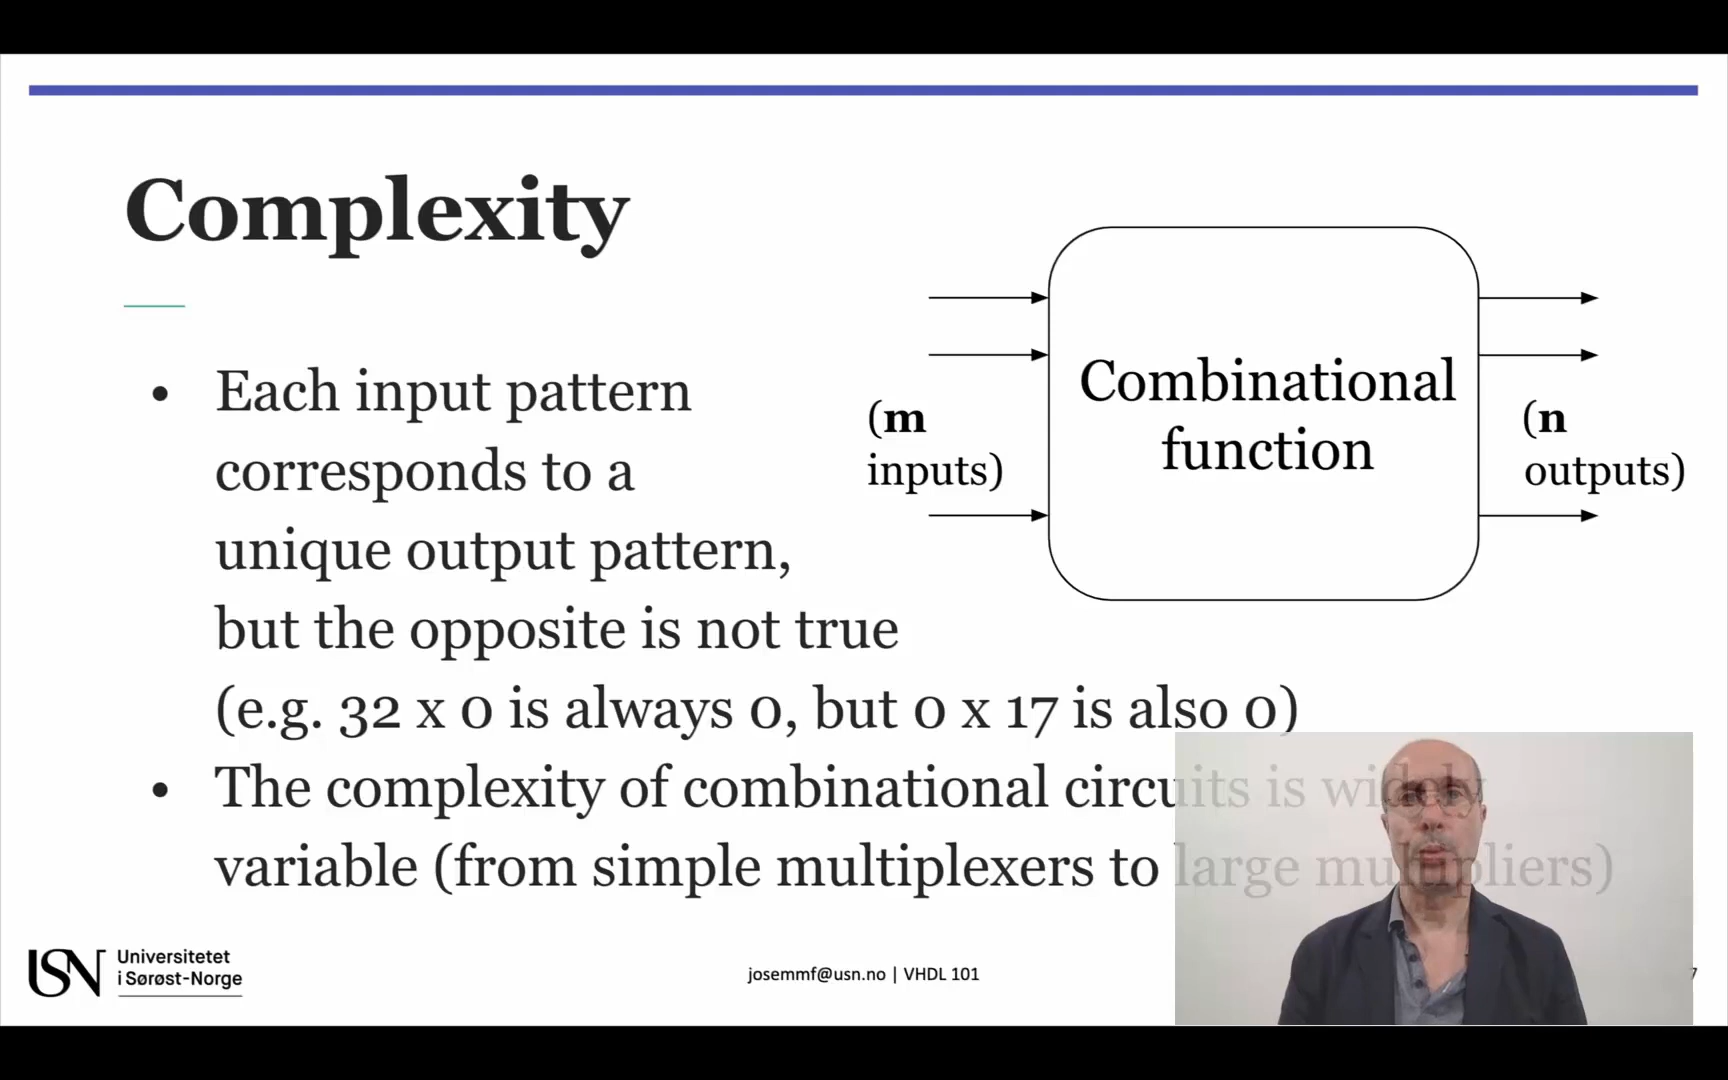 Complexity
• Each input pattern
corresponds to a
unique output pattern,
but the opposite is not true
(e.g. 32 x 0 is always 0, but 0 x 17 is also 0)
• The complexity of combinational circuits is widely
variable (from simple multiplexers to large multipliers)
(m
inputs)
Combinational
function
(n
outputs)
USN Universitetet
i Sørøst-Norge
josemmf@usn.no | VHDL 101
7